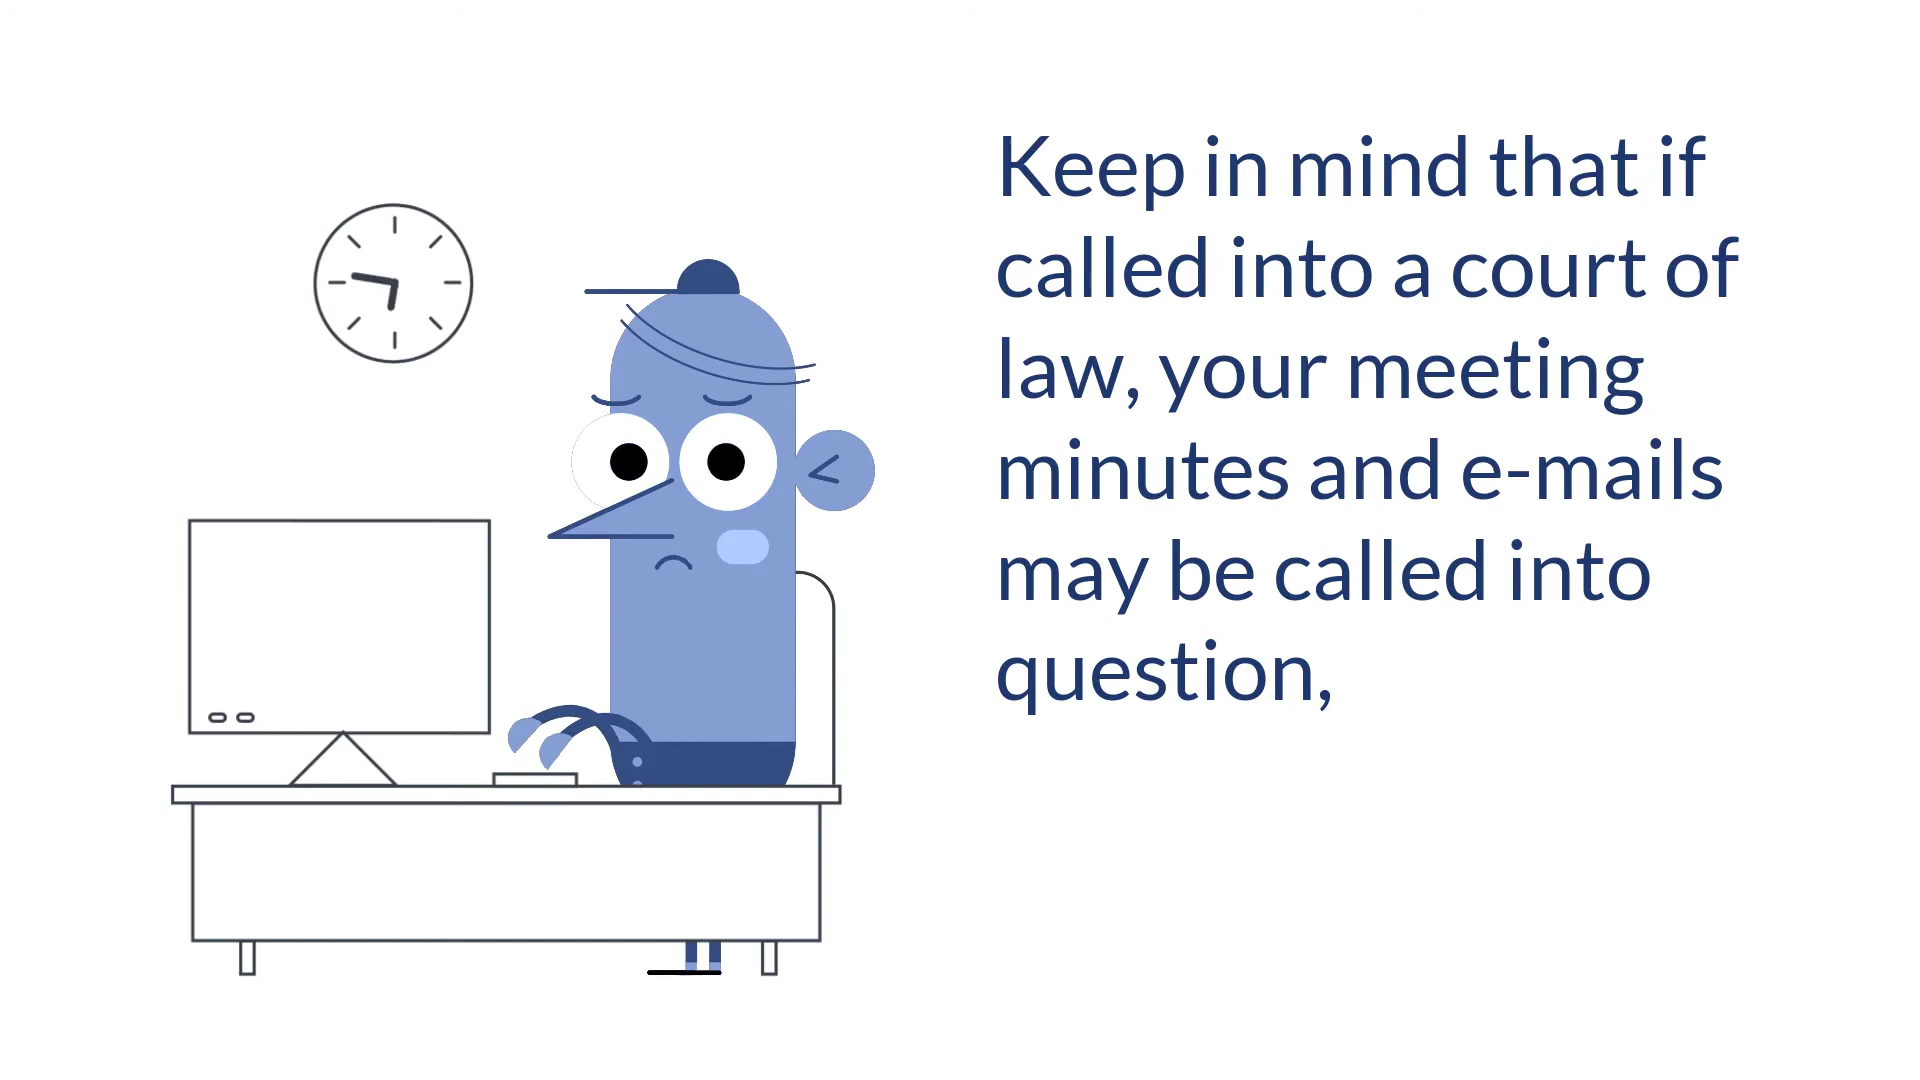 Keep in mind that if
called into a court of
law, your meeting
minutes and e-mails
may be called into
question,